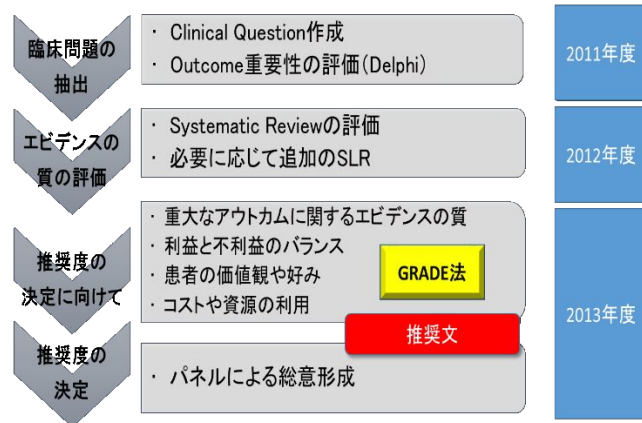 臨床問題の
抽出
・ Clinical Question作成
・ Outcome重要性の評価(Delphi)
2011年度
エビデンスの
質の評価
・ Systematic Reviewの評価
・ 必要に応じて追加のSLR
2012年度
推奨度の
決定に向けて
・ 重大なアウトカムに関するエビデンスの質
・ 利益と不利益のバランス
・ 患者の価値観や好み
・ コストや資源の利用
GRADE法
推奨文
2013年度
推奨度の
決定
・ パネルによる総意形成